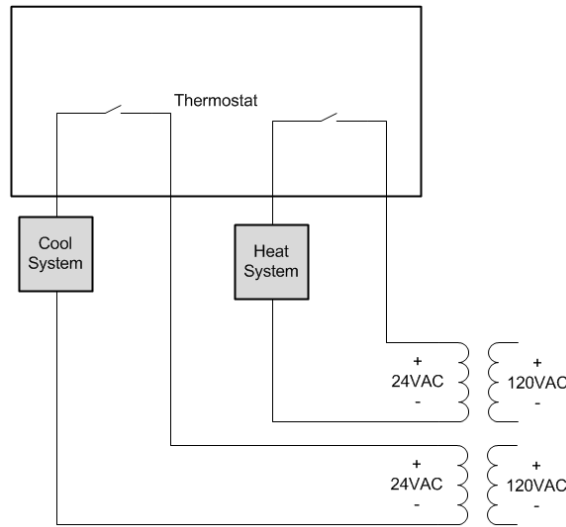 Thermostat
Cool
System
Heat
System
+
24VAC
-
+
120VAC
-
+
24VAC
-
+
120VAC
-